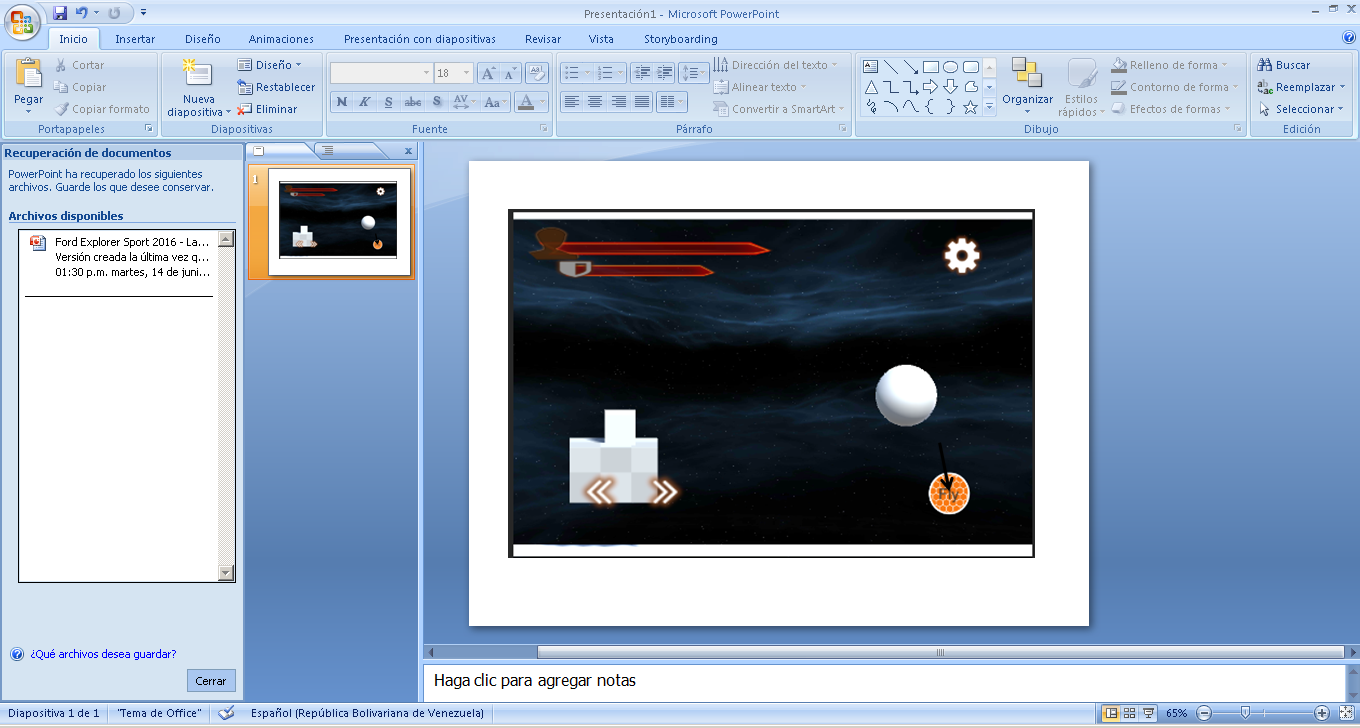 Presentación1 - Microsoft PowerPoint
Inicio Insertar Diseño Animaciones Presentación con diapositivas Revisar Vista Storyboarding
Pegar
Cortar
Copiar
Copiar formato
Portapapeles
Nueva diapositiva
Diseño
Restablecer
Eliminar
Diapositivas
18
N K S abc S AV Aa A
Fuente
Dirección del texto
Alinear texto
Convertir a SmartArt
Párrafo
Organizar
Estilos rápidos
Relleno de forma
Contorno de forma
Efectos de formas
Dibujo
Buscar
Reemplazar
Seleccionar
Edición
Recuperación de documentos
PowerPoint ha recuperado los siguientes
archivos. Guarde los que desee conservar.
Archivos disponibles
Ford Explorer Sport 2016 - La...
Versión creada la última vez q...
01:30 p.m. martes, 14 de juni...
¿Qué archivos desea guardar?
Cerrar
1
Fly
Haga clic para agregar notas
Diapositiva 1 de 1 "Tema de Office" Español (República Bolivariana de Venezuela) 65%